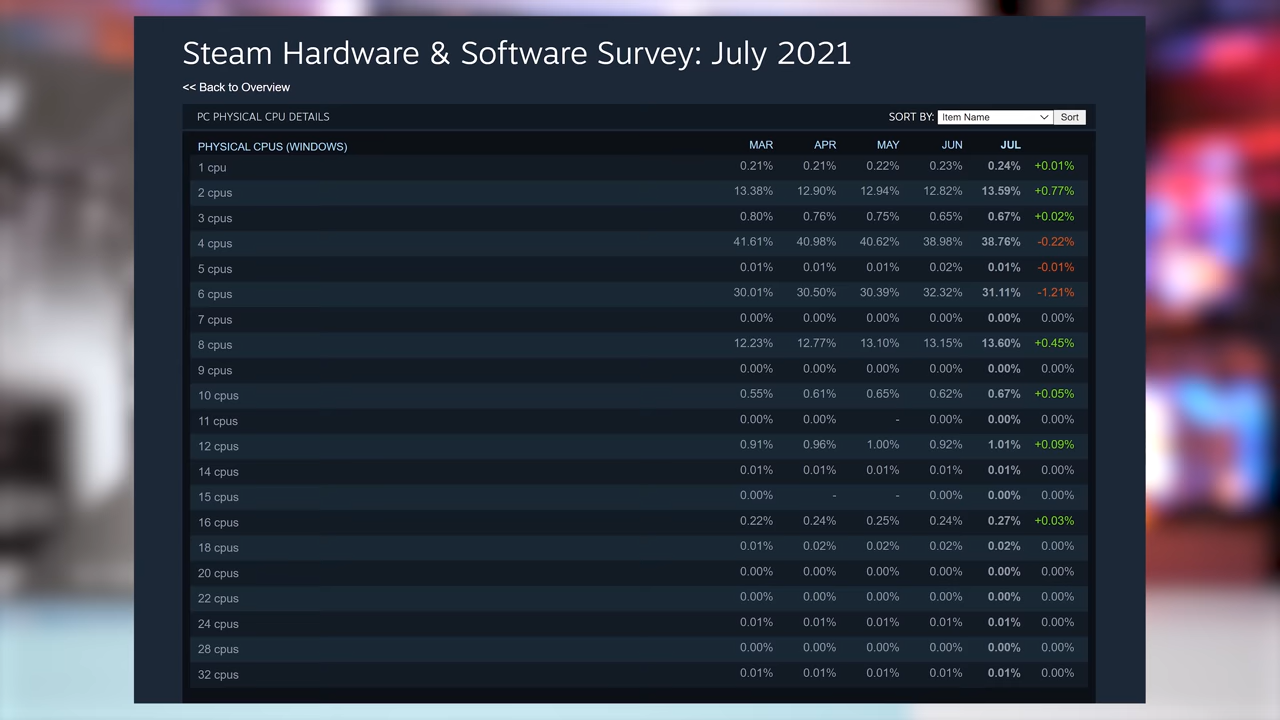 Steam Hardware & Software Survey: July 2021
<< Back to Overview
PC PHYSICAL CPU DETAILS SORT BY: Item Name Sort
PHYSICAL CPUS (WINDOWS) MAR APR MAY JUN JUL
1 cpu 0.21% 0.21% 0.22% 0.23% 0.24% +0.01%
2 cpus 13.38% 12.90% 12.94% 12.82% 13.59% +0.77%
3 cpus 0.80% 0.76% 0.75% 0.65% 0.67% +0.02%
4 cpus 41.61% 40.98% 40.62% 38.98% 38.76% -0.22%
5 cpus 0.01% 0.01% 0.01% 0.02% 0.01% -0.01%
6 cpus 30.01% 30.50% 30.39% 32.32% 31.11% -1.21%
7 cpus 0.00% 0.00% 0.00% 0.00% 0.00% 0.00%
8 cpus 12.23% 12.77% 13.10% 13.15% 13.60% +0.45%
9 cpus 0.00% 0.00% 0.00% 0.00% 0.00% 0.00%
10 cpus 0.55% 0.61% 0.65% 0.62% 0.67% +0.05%
11 cpus 0.00% 0.00% - 0.00% 0.00% 0.00%
12 cpus 0.91% 0.96% 1.00% 0.92% 1.01% +0.09%
14 cpus 0.01% 0.01% 0.01% 0.01% 0.01% 0.00%
15 cpus 0.00% - - 0.00% 0.00% 0.00%
16 cpus 0.22% 0.24% 0.25% 0.24% 0.27% +0.03%
18 cpus 0.01% 0.02% 0.02% 0.02% 0.02% 0.00%
20 cpus 0.00% 0.00% 0.00% 0.00% 0.00% 0.00%
22 cpus 0.00% 0.00% 0.00% 0.00% 0.00% 0.00%
24 cpus 0.01% 0.01% 0.01% 0.01% 0.01% 0.00%
28 cpus 0.00% 0.00% 0.00% 0.00% 0.00% 0.00%
32 cpus 0.01% 0.01% 0.01% 0.01% 0.01% 0.00%